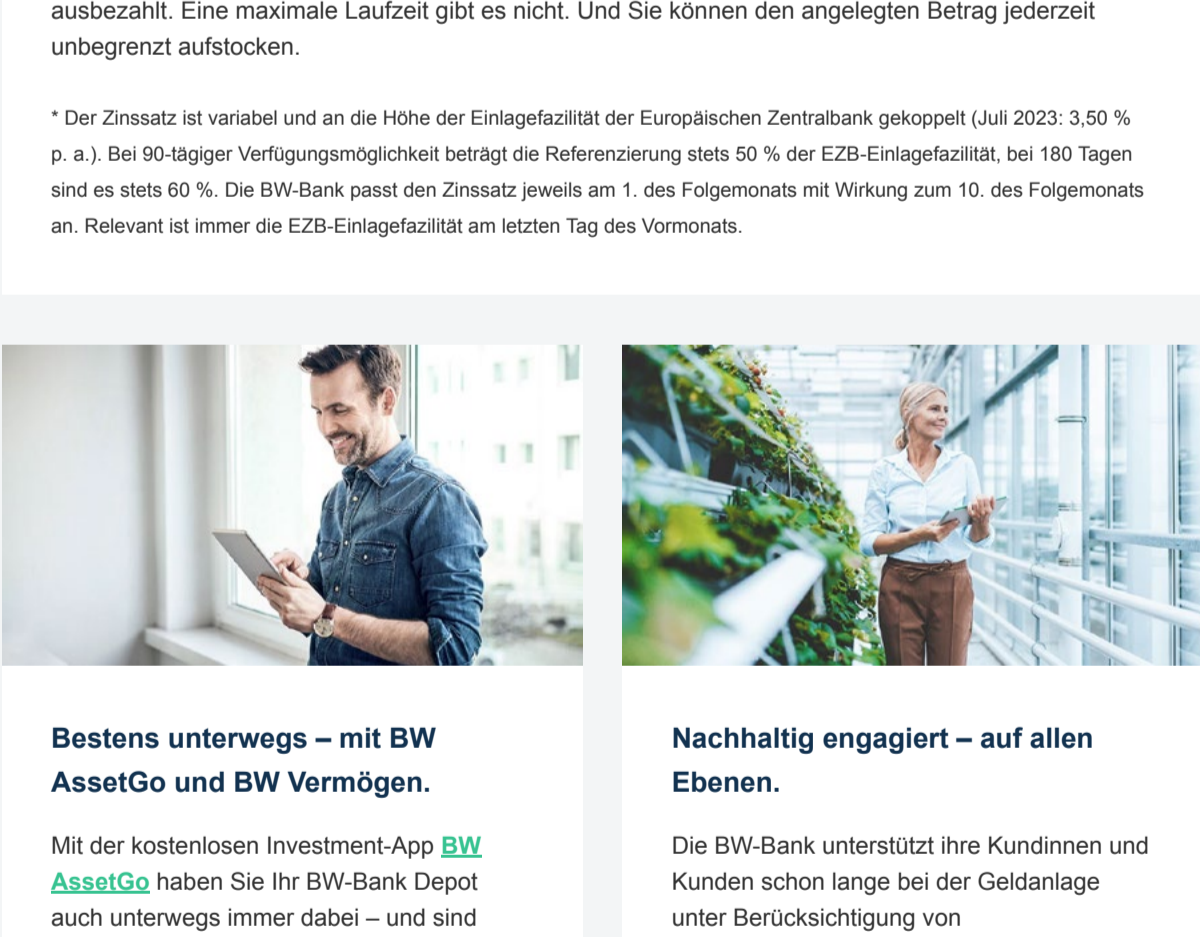 ausbezahlt. Eine maximale Laufzeit gibt es nicht. Und Sie können den angelegten Betrag jederzeit
unbegrenzt aufstocken.
* Der Zinssatz ist variabel und an die Höhe der Einlagefazilität der Europäischen Zentralbank gekoppelt (Juli 2023: 3,50 %
p. a.). Bei 90-tägiger Verfügungsmöglichkeit beträgt die Referenzierung stets 50 % der EZB-Einlagefazilität, bei 180 Tagen
sind es stets 60 %. Die BW-Bank passt den Zinssatz jeweils am 1. des Folgemonats mit Wirkung zum 10. des Folgemonats
an. Relevant ist immer die EZB-Einlagefazilität am letzten Tag des Vormonats.
Bestens unterwegs – mit BW
AssetGo und BW Vermögen.
Mit der kostenlosen Investment-App BW
AssetGo haben Sie Ihr BW-Bank Depot
auch unterwegs immer dabei – und sind
Nachhaltig engagiert – auf allen
Ebenen.
Die BW-Bank unterstützt ihre Kundinnen und
Kunden schon lange bei der Geldanlage
unter Berücksichtigung von